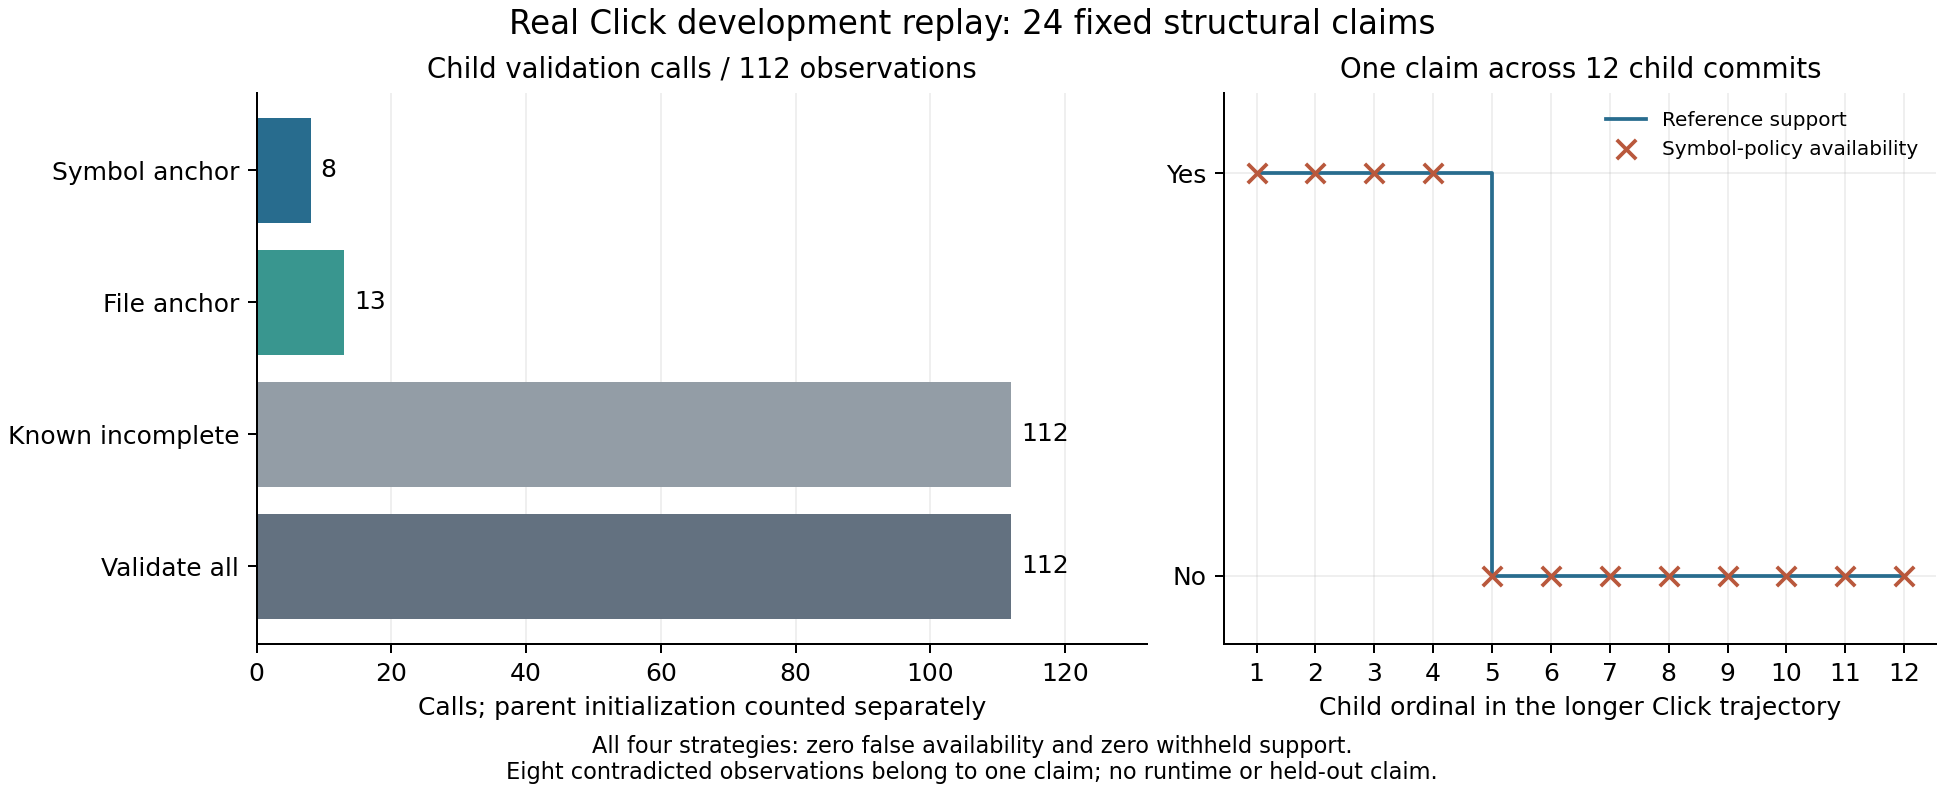 Real Click development replay: 24 fixed structural claims
Child validation calls / 112 observations
Symbol anchor
8
File anchor
13
Known incomplete
112
Validate all
112
0 20 40 60 80 100 120
Calls; parent initialization counted separately
One claim across 12 child commits
Reference support
Symbol-policy availability
Yes
No
1 2 3 4 5 6 7 8 9 10 11 12
Child ordinal in the longer Click trajectory
All four strategies: zero false availability and zero withheld support.
Eight contradicted observations belong to one claim; no runtime or held-out claim.